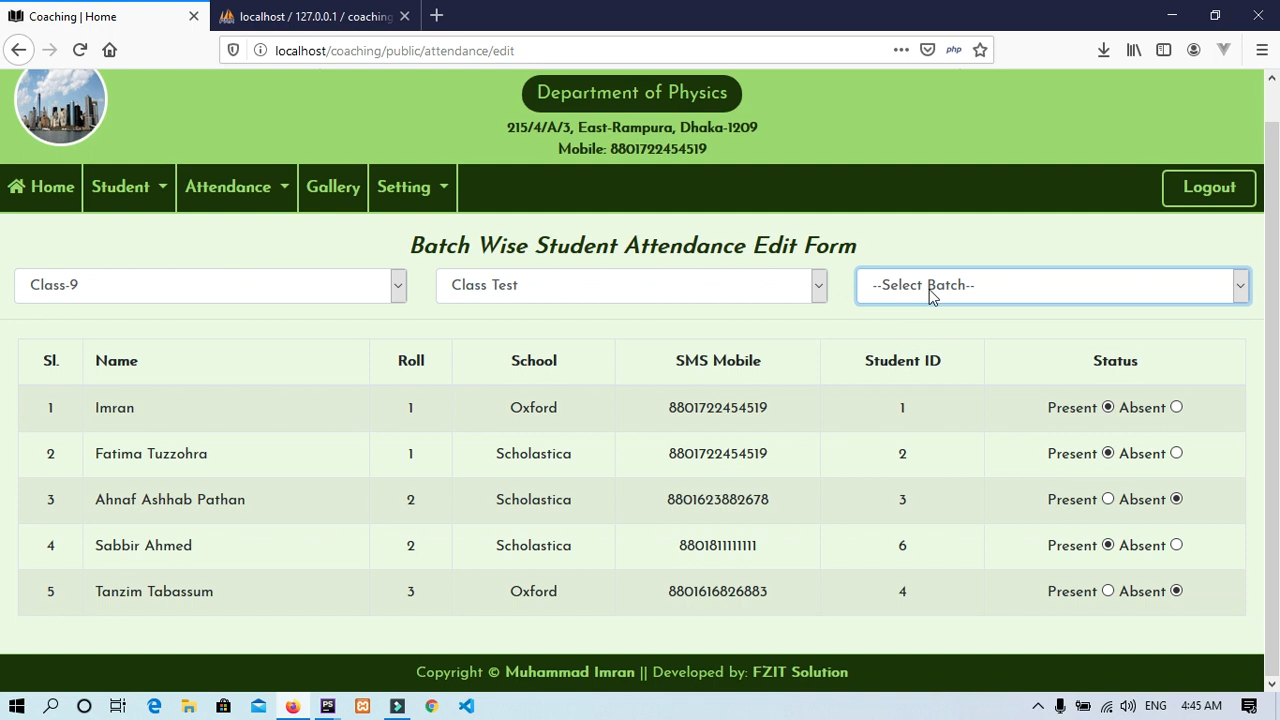 Coaching | Home
localhost / 127.0.0.1 / coaching
localhost/coaching/public/attendance/edit
php
Department of Physics
215/4/A/3, East-Rampura, Dhaka-1209
Mobile: 8801722454519
Home Student Attendance Gallery Setting Logout
Batch Wise Student Attendance Edit Form
Class-9 Class Test --Select Batch--
Sl. Name Roll School SMS Mobile Student ID Status
1 Imran 1 Oxford 8801722454519 1 Present Absent
2 Fatima Tuzzohra 1 Scholastica 8801722454519 2 Present Absent
3 Ahnaf Ashhab Pathan 2 Scholastica 8801623882678 3 Present Absent
4 Sabbir Ahmed 2 Scholastica 8801811111111 6 Present Absent
5 Tanzim Tabassum 3 Oxford 8801616826883 4 Present Absent
Copyright © Muhammad Imran || Developed by: FZIT Solution
PS
ENG 4:45 AM